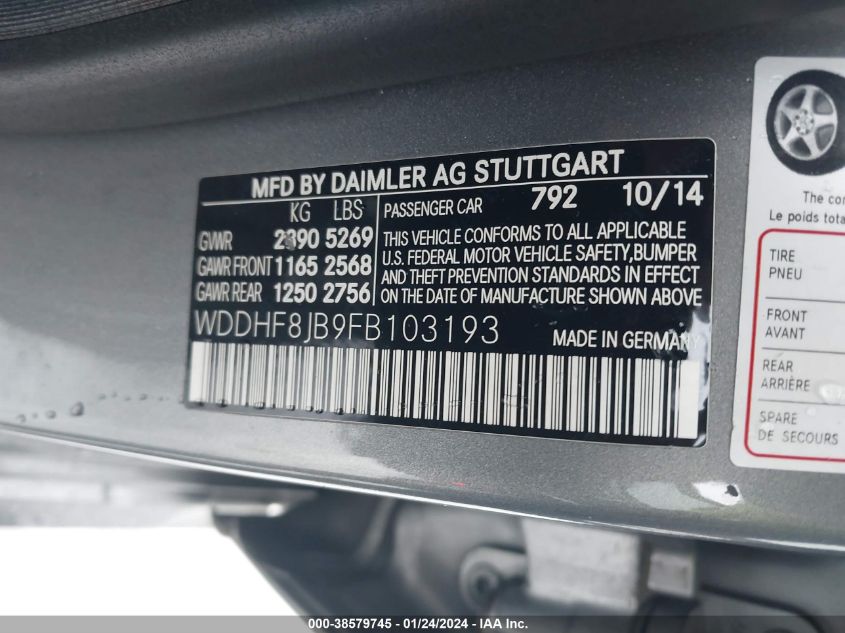 MFD BY DAIMLER AG STUTTGART
KG LBS
GVWR 2390 5269
GAWR FRONT 1165 2568
GAWR REAR 1250 2756
PASSENGER CAR 792 10/14
THIS VEHICLE CONFORMS TO ALL APPLICABLE
U.S. FEDERAL MOTOR VEHICLE SAFETY, BUMPER
AND THEFT PREVENTION STANDARDS IN EFFECT
ON THE DATE OF MANUFACTURE SHOWN ABOVE
WDDHF8JB9FB103193 MADE IN GERMANY
The
Le poids
TIRE
PNEU
FRONT
AVANT
REAR
ARRIÈRE
SPARE
DE SECOURS
000-38579745 - 01/24/2024 - IAA Inc.